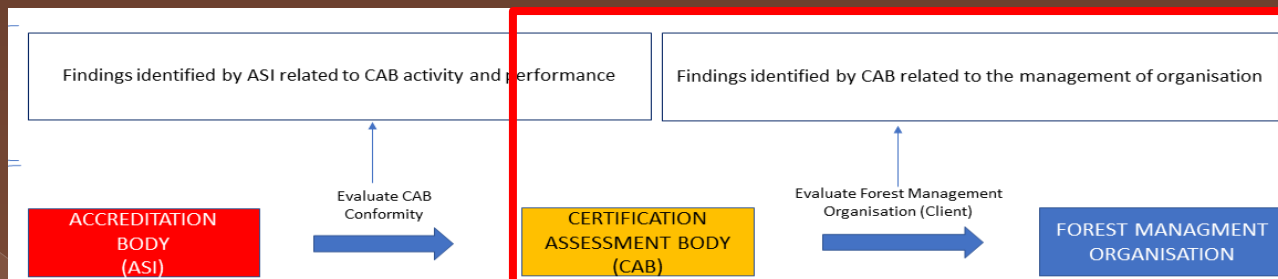 Findings identified by ASI related to CAB activity and performance
Findings identified by CAB related to the management of organisation
Evaluate CAB
Conformity
Evaluate Forest Management
Organisation (Client)
ACCREDITATION
BODY
(ASI)
CERTIFICATION
ASSESSMENT BODY
(CAB)
FOREST MANAGMENT
ORGANISATION